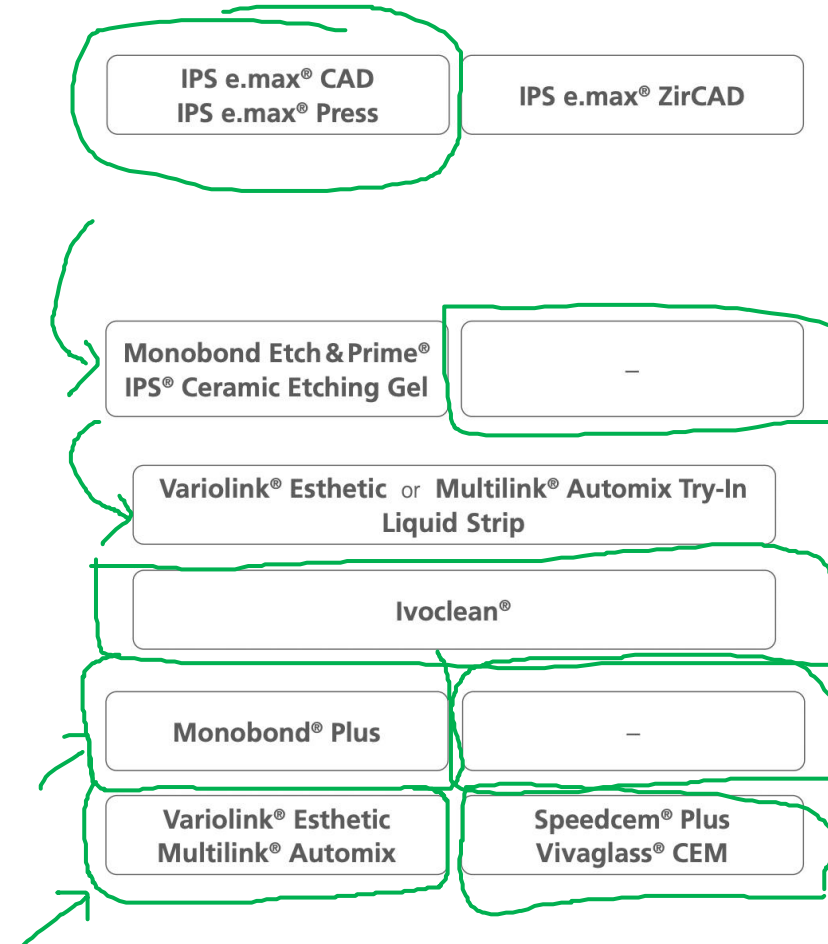 IPS e.max® CAD
IPS e.max® Press
IPS e.max® ZirCAD
Monobond Etch & Prime®
IPS® Ceramic Etching Gel
–
Variolink® Esthetic or Multilink® Automix Try-In
Liquid Strip
Ivoclean®
Monobond® Plus
–
Variolink® Esthetic
Multilink® Automix
Speedcem® Plus
Vivaglass® CEM